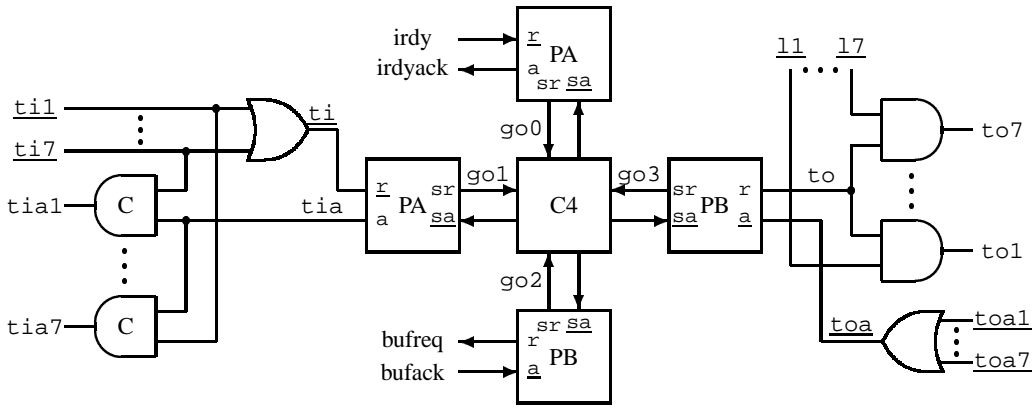 irdy
irdyack
r
a
PA
sr sa
go0
l1
l7
ti1
ti7
ti
tia1
tia7
C
C
tia
r
a
PA
sr
sa
go1
C4
go3
sr
sa
PB
r
a
to
to7
to1
go2
sr sa
r
a
PB
bufreq
bufack
toa
toa1
toa7